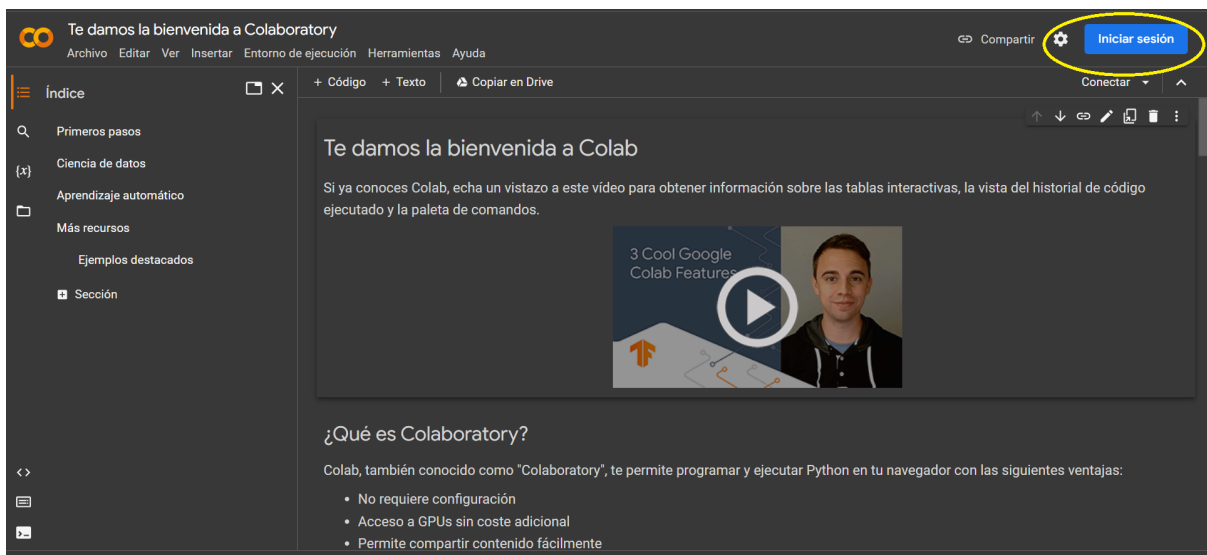 Te damos la bienvenida a Colaboratory
Archivo Editar Ver Insertar Entorno de ejecución Herramientas Ayuda
Compartir
Iniciar sesión
Índice
+ Código + Texto Copiar en Drive
Conectar
Primeros pasos
{x}
Ciencia de datos
Aprendizaje automático
Más recursos
Ejemplos destacados
Sección
Te damos la bienvenida a Colab
Si ya conoces Colab, echa un vistazo a este vídeo para obtener información sobre las tablas interactivas, la vista del historial de código
ejecutado y la paleta de comandos.
3 Cool Google
Colab Features
¿Qué es Colaboratory?
Colab, también conocido como "Colaboratory", te permite programar y ejecutar Python en tu navegador con las siguientes ventajas:
• No requiere configuración
• Acceso a GPUs sin coste adicional
• Permite compartir contenido fácilmente